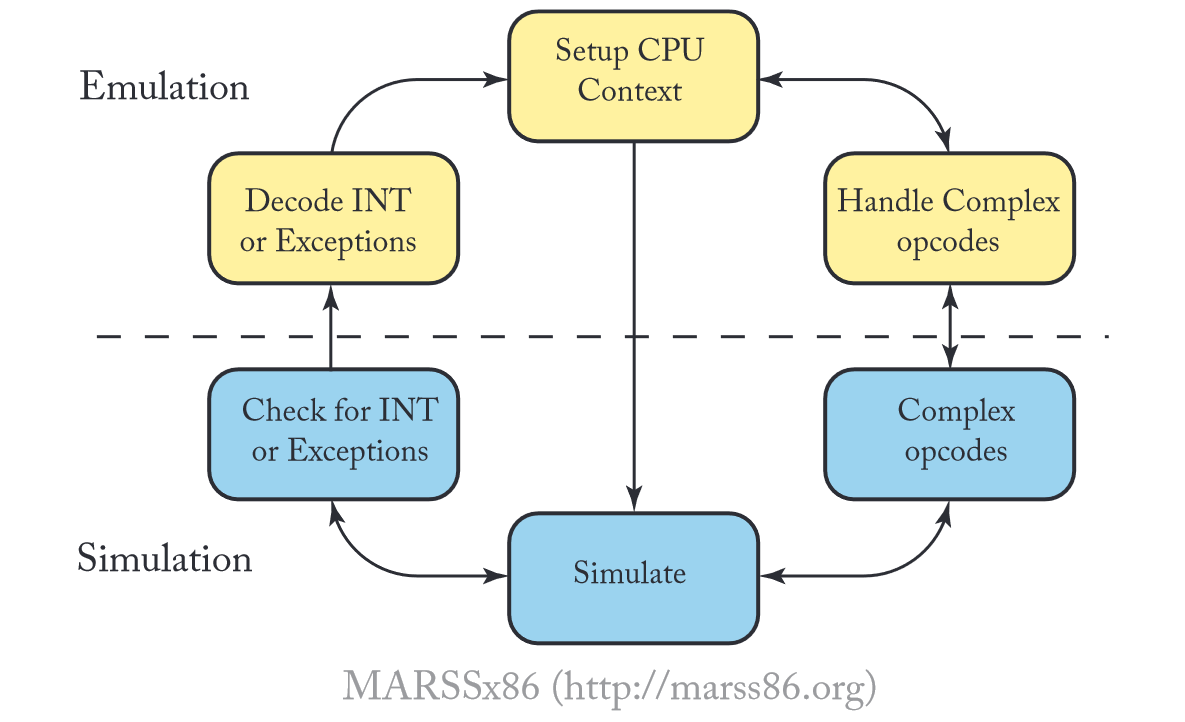 Setup CPU
Context
Emulation
Decode INT
or Exceptions
Handle Complex
opcodes
Check for INT
or Exceptions
Complex
opcodes
Simulation
Simulate
MARSSx86 (http://marss86.org)